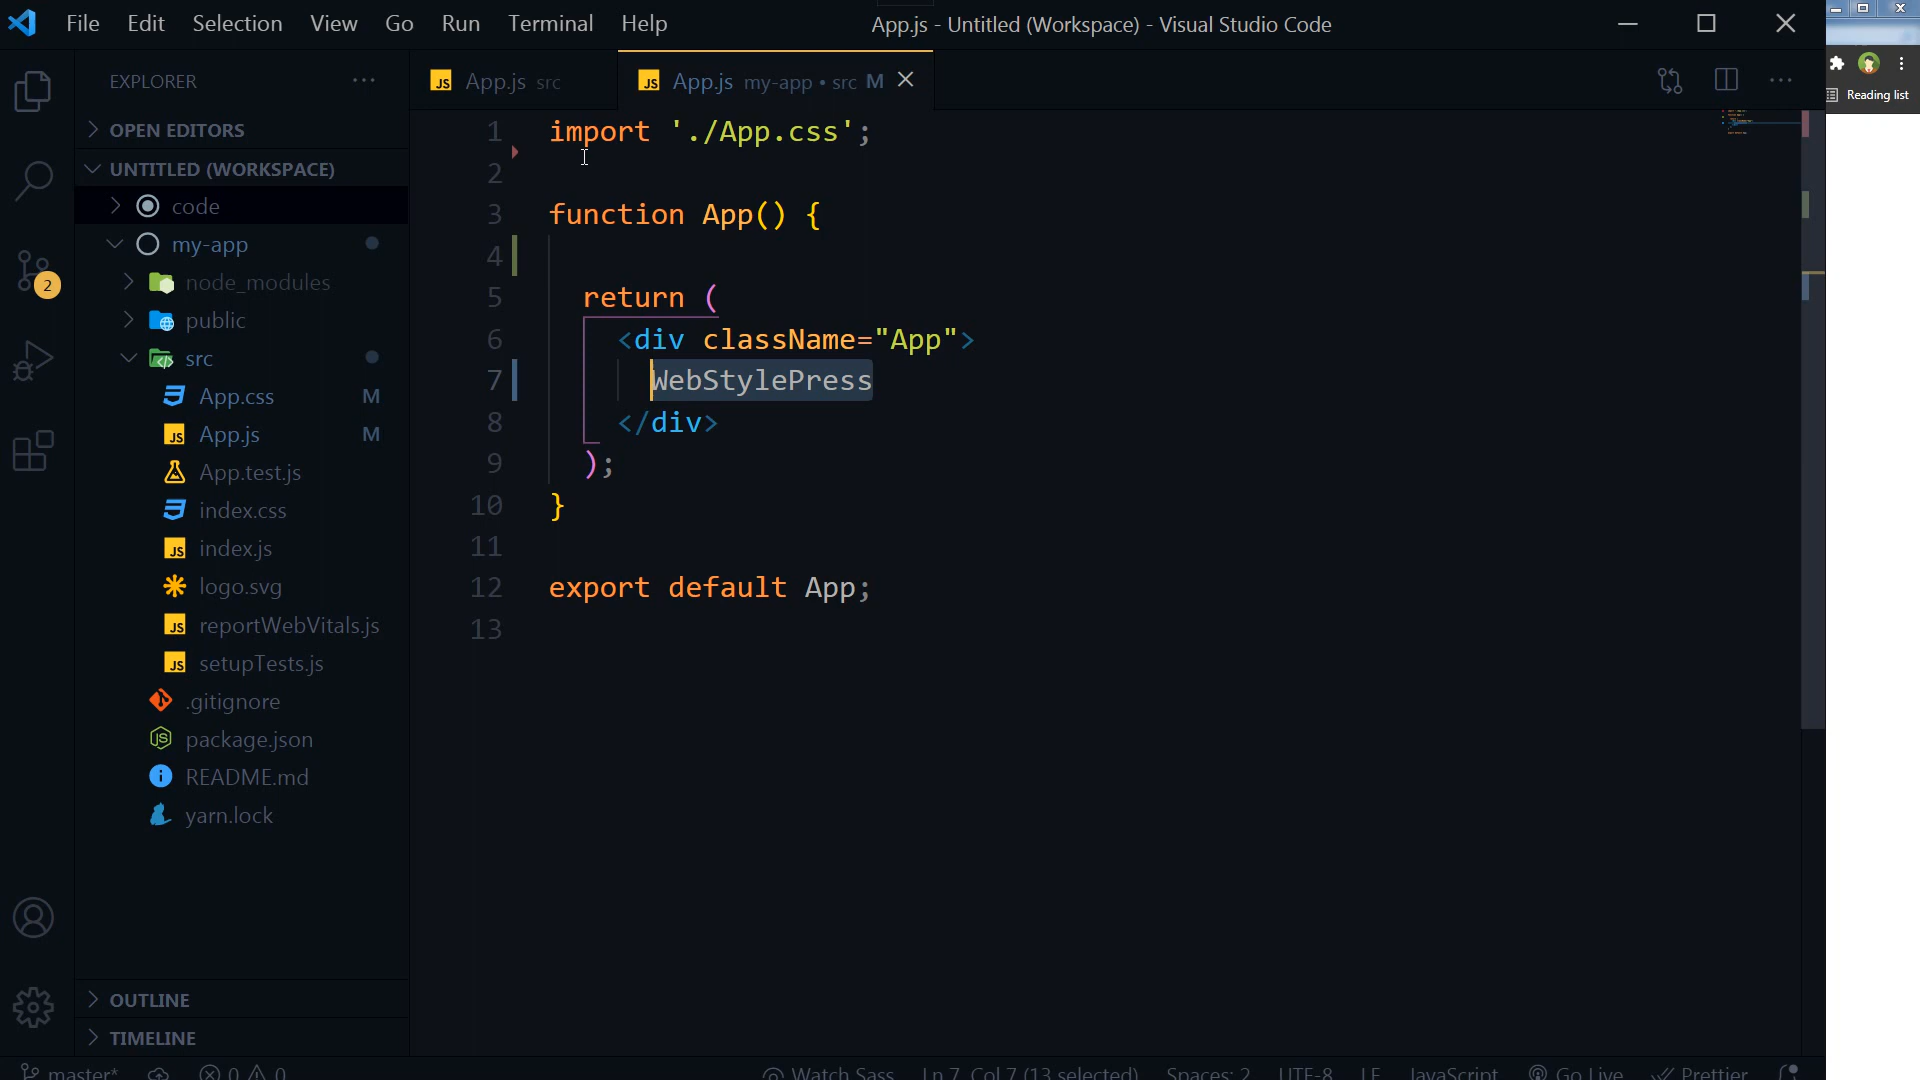 File Edit Selection View Go Run Terminal Help App.js - Untitled (Workspace) - Visual Studio Code
EXPLORER
App.js src
App.js my-app • src M
Reading list
OPEN EDITORS
UNTITLED (WORKSPACE)
code
my-app
node_modules
public
src
App.css M
App.js M
App.test.js
index.css
index.js
logo.svg
reportWebVitals.js
setupTests.js
.gitignore
package.json
README.md
yarn.lock
OUTLINE
TIMELINE
2
1 import './App.css';
2
3 function App() {
4
5 return (
6 <div className="App">
7 WebStylePress
8 </div>
9 );
10 }
11
12 export default App;
13
master* 0 0 Watch Sass Ln 7, Col 7 (13 selected) Spaces: 2 UTF-8 LF JavaScript Go Live Prettier